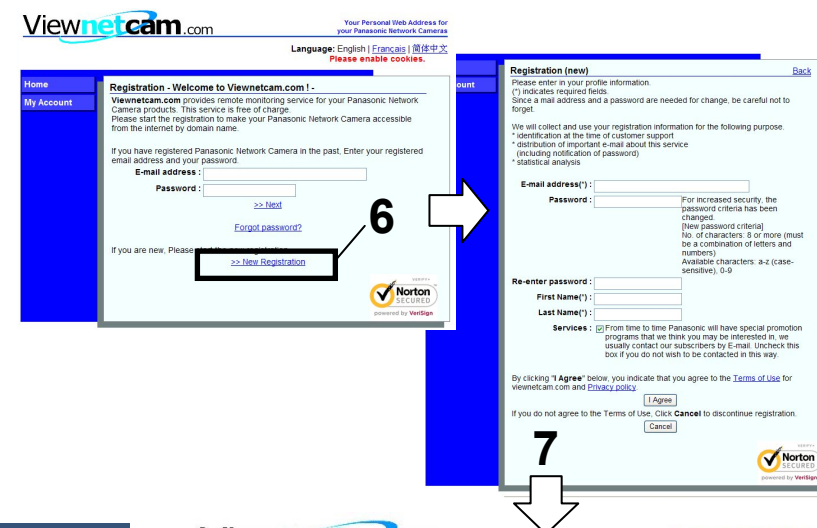 Viewnetcam.com
Your Personal Web Address for
your Panasonic Network Cameras
Language: English | Français | 简体中文
Please enable cookies.
Home
My Account
Registration - Welcome to Viewnetcam.com ! -
Viewnetcam.com provides remote monitoring service for your Panasonic Network
Camera products. This service is free of charge.
Please start the registration to make your Panasonic Network Camera accessible
from the internet by domain name.
If you have registered Panasonic Network Camera in the past, Enter your registered
email address and your password.
E-mail address :
Password :
>> Next
Forgot password?
If you are new, Please start the new registration
>> New Registration
VERIFY>
Norton
SECURED
powered by VeriSign
6
ount
Registration (new)
Back
Please enter in your profile information.
(*) indicates required fields.
Since a mail address and a password are needed for change, be careful not to
forget.
We will collect and use your registration information for the following purpose.
* identification at the time of customer support
* distribution of important e-mail about this service
(including notification of password)
* statistical analysis
E-mail address(*) :
Password :
For increased security, the
password criteria has been
changed.
[New password criteria]
No. of characters: 8 or more (must
be a combination of letters and
numbers)
Available characters: a-z (case-
sensitive), 0-9
Re-enter password :
First Name(*) :
Last Name(*) :
Services :
From time to time Panasonic will have special promotion
programs that we think you may be interested in, we
usually contact our subscribers by E-mail. Uncheck this
box if you do not wish to be contacted in this way.
By clicking "I Agree" below, you indicate that you agree to the Terms of Use for
viewnetcam.com and Privacy policy.
I Agree
If you do not agree to the Terms of Use, Click Cancel to discontinue registration.
Cancel
VERIFY>
Norton
SECURED
powered by VeriSign
7